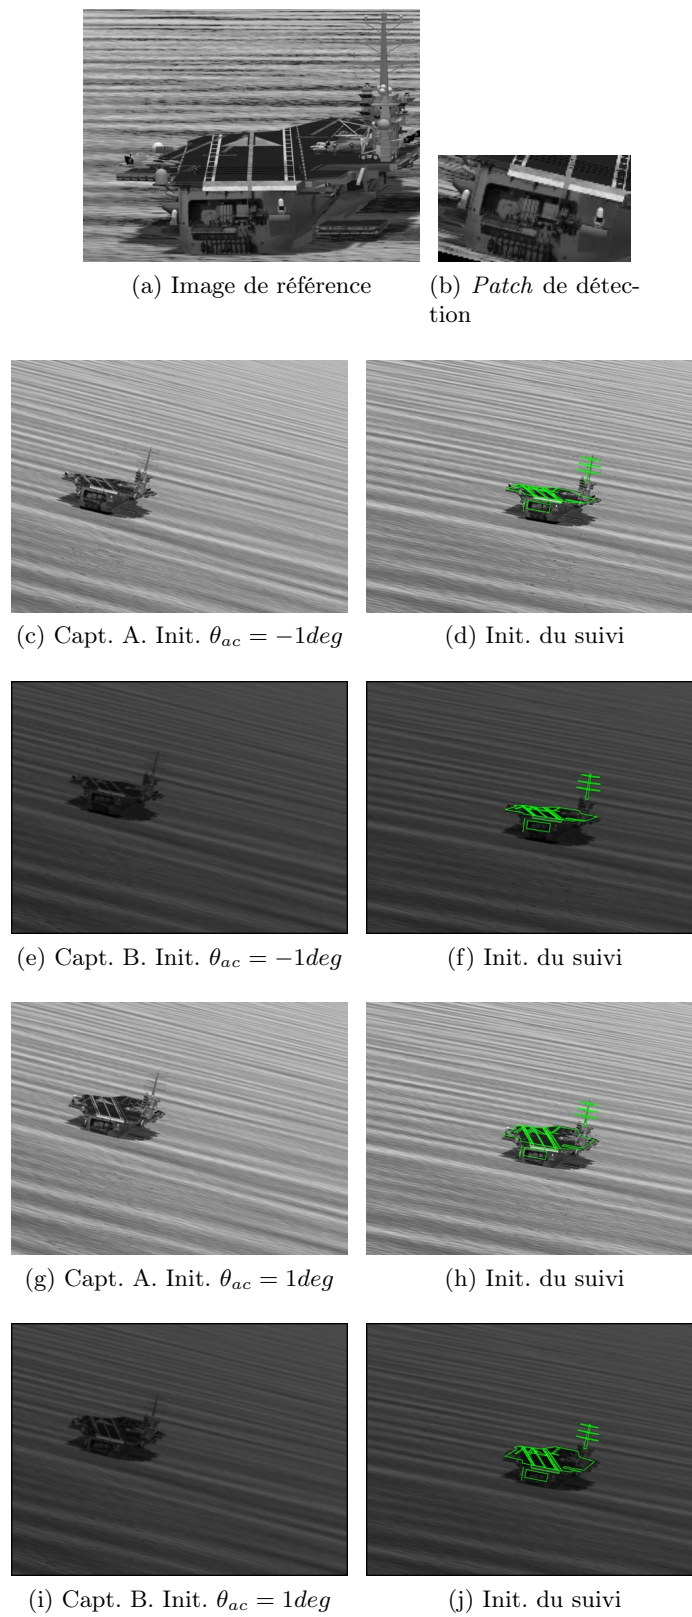 (a) Image de référence
(b) Patch de détec-
tion
(c) Capt. A. Init. θac = −1deg
(d) Init. du suivi
(e) Capt. B. Init. θac = −1deg
(f) Init. du suivi
(g) Capt. A. Init. θac = 1deg
(h) Init. du suivi
(i) Capt. B. Init. θac = 1deg
(j) Init. du suivi